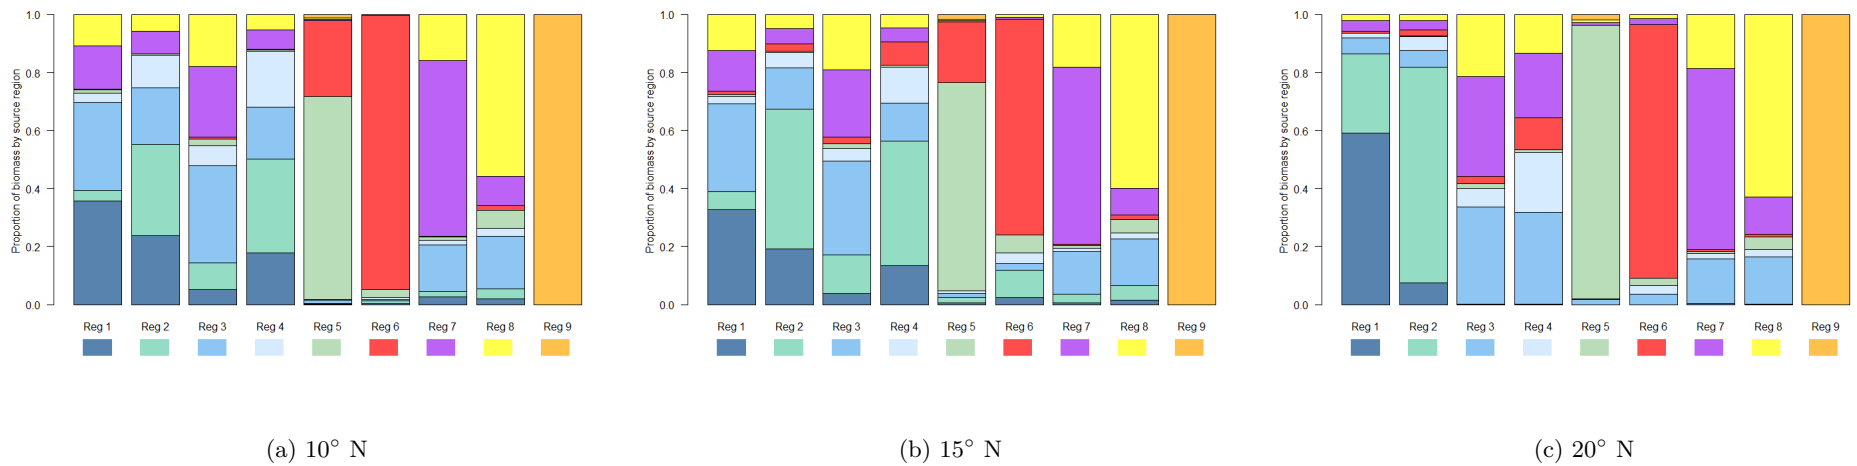 Proportion of biomass by source region
1.0
0.8
0.6
0.4
0.2
0.0
Reg 1 Reg 2 Reg 3 Reg 4 Reg 5 Reg 6 Reg 7 Reg 8 Reg 9
(a) 10° N
Proportion of biomass by source region
1.0
0.8
0.6
0.4
0.2
0.0
Reg 1 Reg 2 Reg 3 Reg 4 Reg 5 Reg 6 Reg 7 Reg 8 Reg 9
(b) 15° N
Proportion of biomass by source region
1.0
0.8
0.6
0.4
0.2
0.0
Reg 1 Reg 2 Reg 3 Reg 4 Reg 5 Reg 6 Reg 7 Reg 8 Reg 9
(c) 20° N